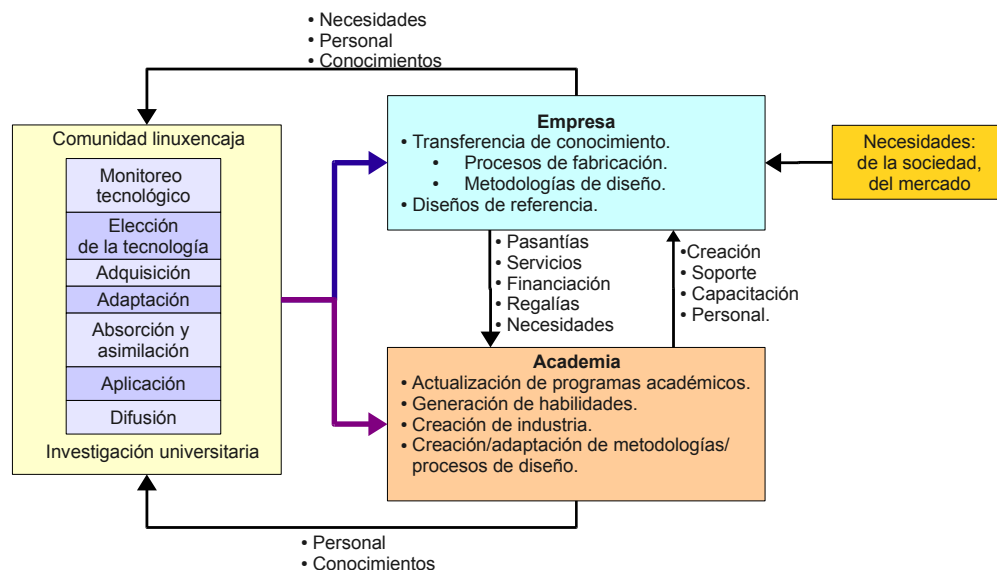 • Necesidades
• Personal
• Conocimientos
Comunidad linuxencaja
Monitoreo
tecnológico
Elección
de la tecnología
Adquisición
Adaptación
Absorción y
asimilación
Aplicación
Difusión
Investigación universitaria
Empresa
• Transferencia de conocimiento.
• Procesos de fabricación.
• Metodologías de diseño.
• Diseños de referencia.
Necesidades:
de la sociedad,
del mercado
• Pasantías
• Servicios
• Financiación
• Regalías
• Necesidades
•Creación
• Soporte
• Capacitación
• Personal.
Academia
• Actualización de programas académicos.
• Generación de habilidades.
• Creación de industria.
• Creación/adaptación de metodologías/
procesos de diseño.
• Personal
• Conocimientos